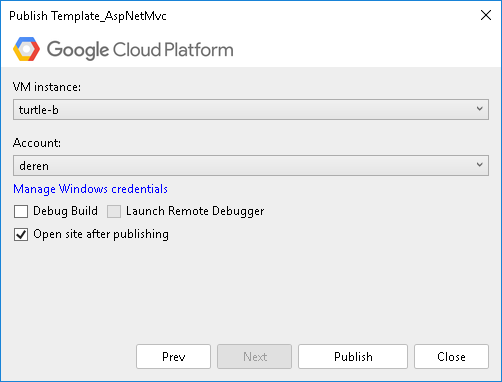 Publish Template_AspNetMvc
Google Cloud Platform
VM instance:
turtle-b
Account:
deren
Manage Windows credentials
Debug Build Launch Remote Debugger
Open site after publishing
Prev Next Publish Close